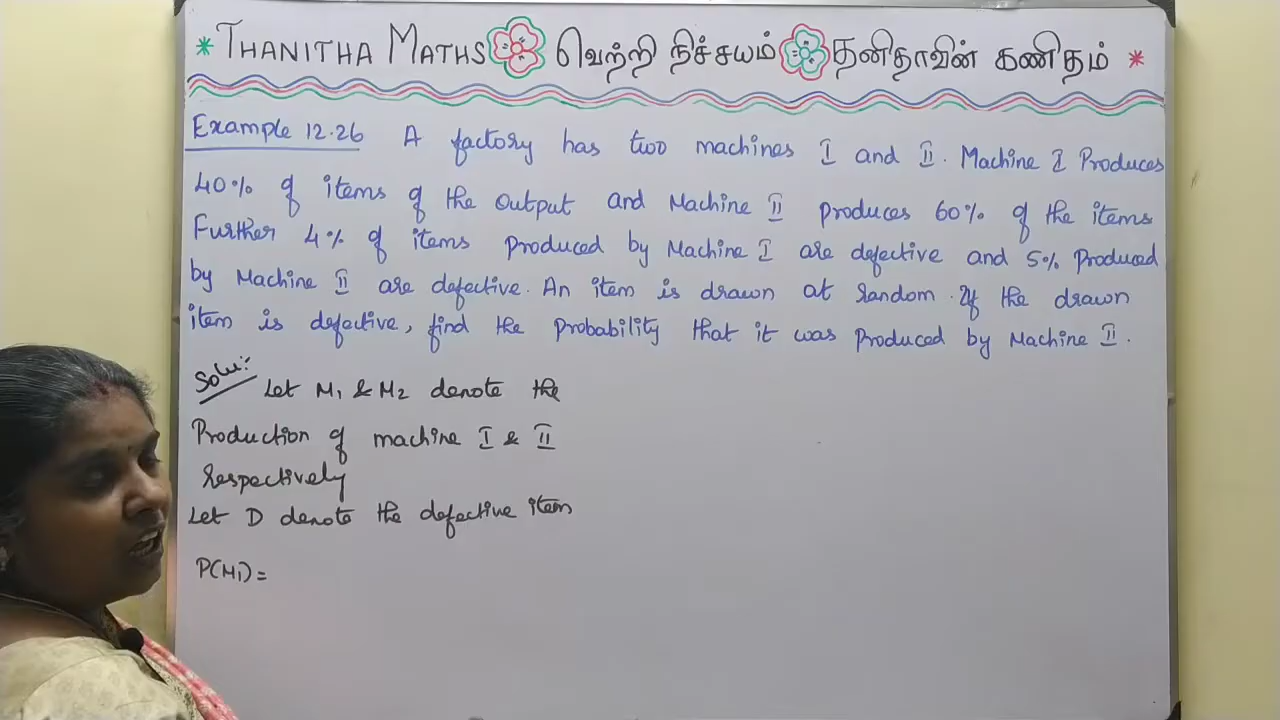 THANITHA MATHS வெற்றி நிச்சயம் தனிதாவின் கணிதம்
Example 12.26 A factory has two machines I and II. Machine I Produces
40% of items of the output and Machine II produces 60% of the items
Further 4% of items produced by Machine I are defective and 5% Produced
by Machine II are defective. An item is drawn at random. If the drawn
item is defective, find the Probability that it was Produced by Machine II.
Solu:-
Let M1 & M2 denote the
Production of machine I & II
respectively
Let D denote the defective item
P(M1) =